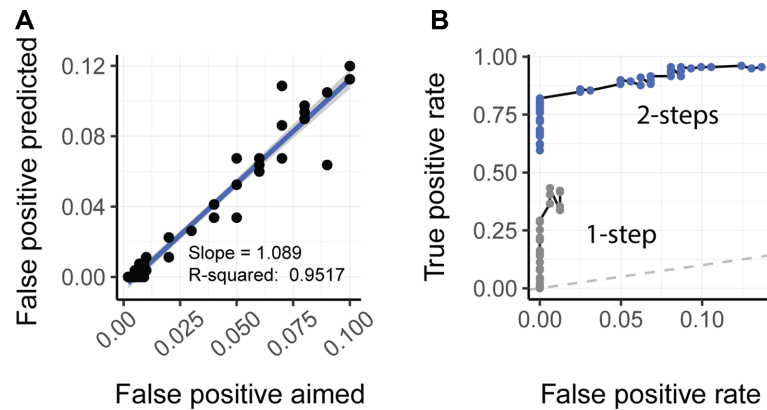 A
False positive predicted
0.12
0.08
0.04
0.00
Slope = 1.089
R-squared: 0.9517
0.00
0.025
0.050
0.075
0.100
False positive aimed
B
True positive rate
1.00
0.75
0.50
0.25
0.00
2-steps
1-step
0.00
0.05
0.10
False positive rate